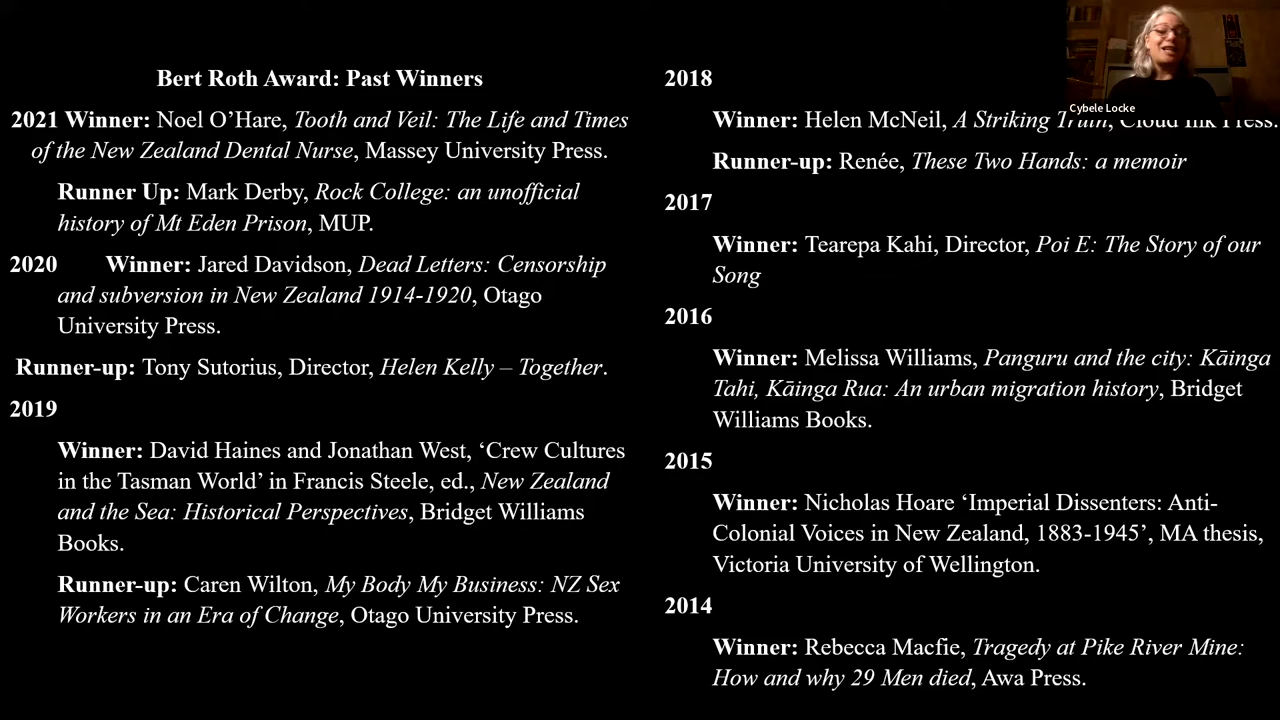 Bert Roth Award: Past Winners
2021 Winner: Noel O’Hare, Tooth and Veil: The Life and Times
of the New Zealand Dental Nurse, Massey University Press.
Runner Up: Mark Derby, Rock College: an unofficial
history of Mt Eden Prison, MUP.
2020 Winner: Jared Davidson, Dead Letters: Censorship
and subversion in New Zealand 1914-1920, Otago
University Press.
Runner-up: Tony Sutorius, Director, Helen Kelly – Together.
2019
Winner: David Haines and Jonathan West, ‘Crew Cultures
in the Tasman World’ in Francis Steele, ed., New Zealand
and the Sea: Historical Perspectives, Bridget Williams
Books.
Runner-up: Caren Wilton, My Body My Business: NZ Sex
Workers in an Era of Change, Otago University Press.
2018
Winner: Helen McNeil, A Striking Truth, Cloud Ink Press.
Runner-up: Renée, These Two Hands: a memoir
2017
Winner: Tearepa Kahi, Director, Poi E: The Story of our
Song
2016
Winner: Melissa Williams, Panguru and the city: Kāinga
Tahi, Kāinga Rua: An urban migration history, Bridget
Williams Books.
2015
Winner: Nicholas Hoare ‘Imperial Dissenters: Anti-
Colonial Voices in New Zealand, 1883-1945’, MA thesis,
Victoria University of Wellington.
2014
Winner: Rebecca Macfie, Tragedy at Pike River Mine:
How and why 29 Men died, Awa Press.
Cybele Locke